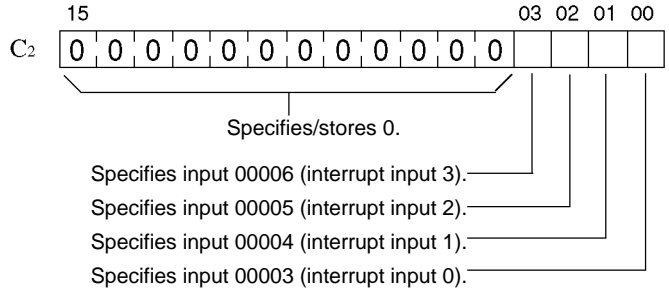 15 03 02 01 00
C2 0 0 0 0 0 0 0 0 0 0 0 0
Specifies/stores 0.
Specifies input 00006 (interrupt input 3).
Specifies input 00005 (interrupt input 2).
Specifies input 00004 (interrupt input 1).
Specifies input 00003 (interrupt input 0).